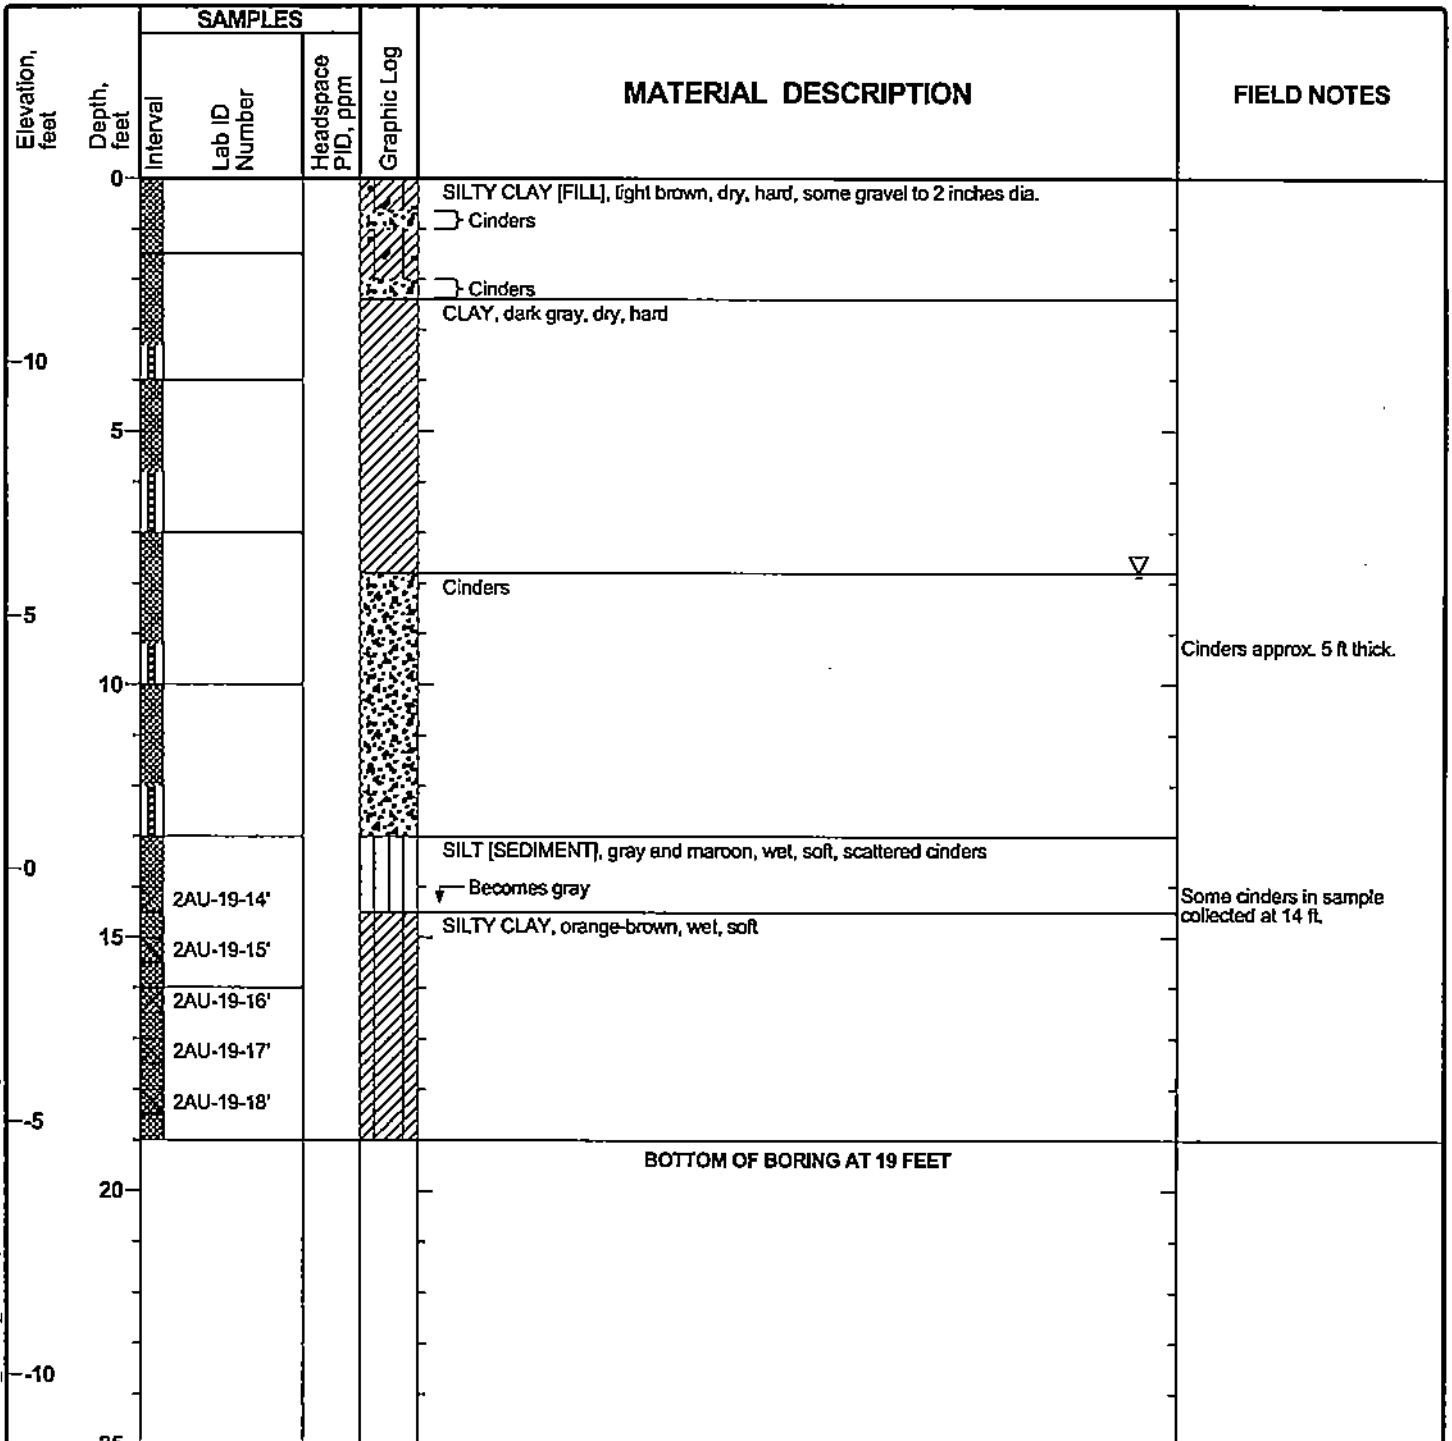 SAMPLES
Elevation,
feet
Depth,
feet
Interval
Lab ID
Number
Headspace
PID, ppm
Graphic Log
MATERIAL DESCRIPTION
FIELD NOTES
0
SILTY CLAY [FILL], light brown, dry, hard, some gravel to 2 inches dia.
Cinders
Cinders
CLAY, dark gray, dry, hard
10
5
Cinders
5
Cinders approx. 5 ft thick.
10
SILT [SEDIMENT], gray and maroon, wet, soft, scattered cinders
0
Becomes gray
2AU-19-14'
Some cinders in sample
collected at 14 ft.
SILTY CLAY, orange-brown, wet, soft
15
2AU-19-15'
2AU-19-16'
2AU-19-17'
2AU-19-18'
-5
BOTTOM OF BORING AT 19 FEET
20
-10